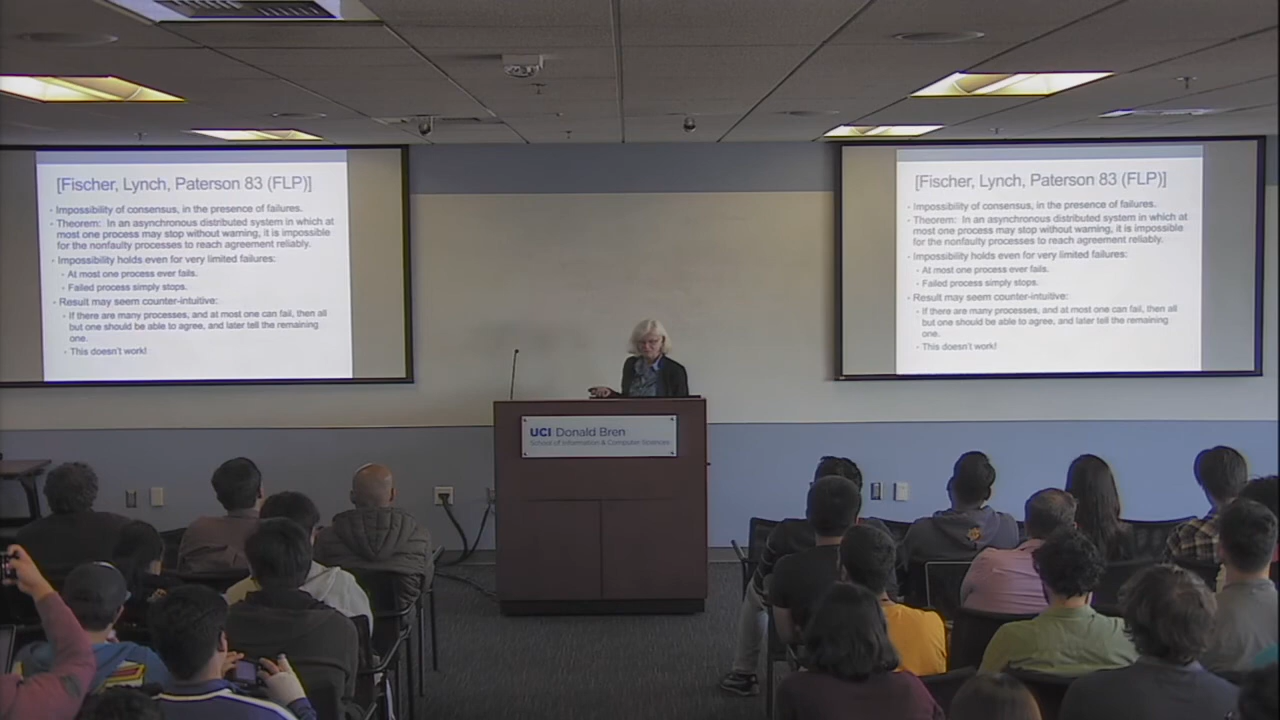 [Fischer, Lynch, Paterson 83 (FLP)]
• Impossibility of consensus, in the presence of failures.
• Theorem: In an asynchronous distributed system in which at
most one process may stop without warning, it is impossible
for the nonfaulty processes to reach agreement reliably.
• Impossibility holds even for very limited failures:
• At most one process ever fails.
• Failed process simply stops.
• Result may seem counter-intuitive:
• If there are many processes, and at most one can fail, then all
but one should be able to agree, and later tell the remaining
one.
• This doesn't work!
[Fischer, Lynch, Paterson 83 (FLP)]
• Impossibility of consensus, in the presence of failures.
• Theorem: In an asynchronous distributed system in which at
most one process may stop without warning, it is impossible
for the nonfaulty processes to reach agreement reliably.
• Impossibility holds even for very limited failures:
• At most one process ever fails.
• Failed process simply stops.
• Result may seem counter-intuitive:
• If there are many processes, and at most one can fail, then all
but one should be able to agree, and later tell the remaining
one.
• This doesn't work!
UCI Donald Bren
School of Information & Computer Sciences